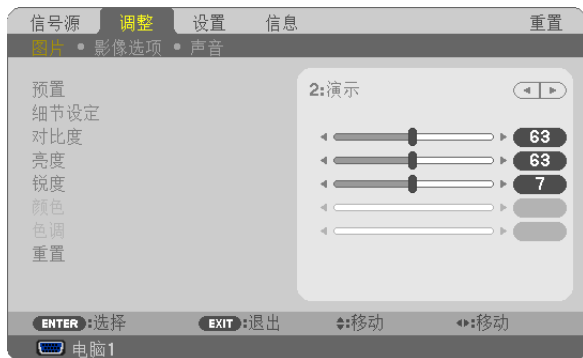 信号源 调整 设置 信息 重置
图片 • 影像选项 • 声音
预置 2:演示
细节设定
对比度 63
亮度 63
锐度 7
颜色
色调
重置
ENTER:选择 EXIT:退出 :移动 :移动
电脑1